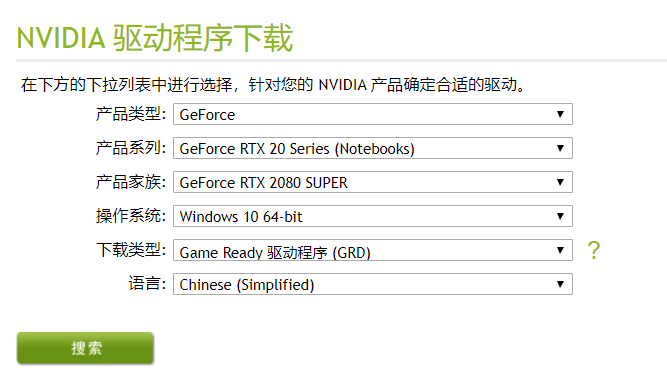 NVIDIA 驱动程序下载
在下方的下拉列表中进行选择，针对您的 NVIDIA 产品确定合适的驱动。
产品类型: GeForce
产品系列: GeForce RTX 20 Series (Notebooks)
产品家族: GeForce RTX 2080 SUPER
操作系统: Windows 10 64-bit
下载类型: Game Ready 驱动程序 (GRD) ?
语言: Chinese (Simplified)
搜索